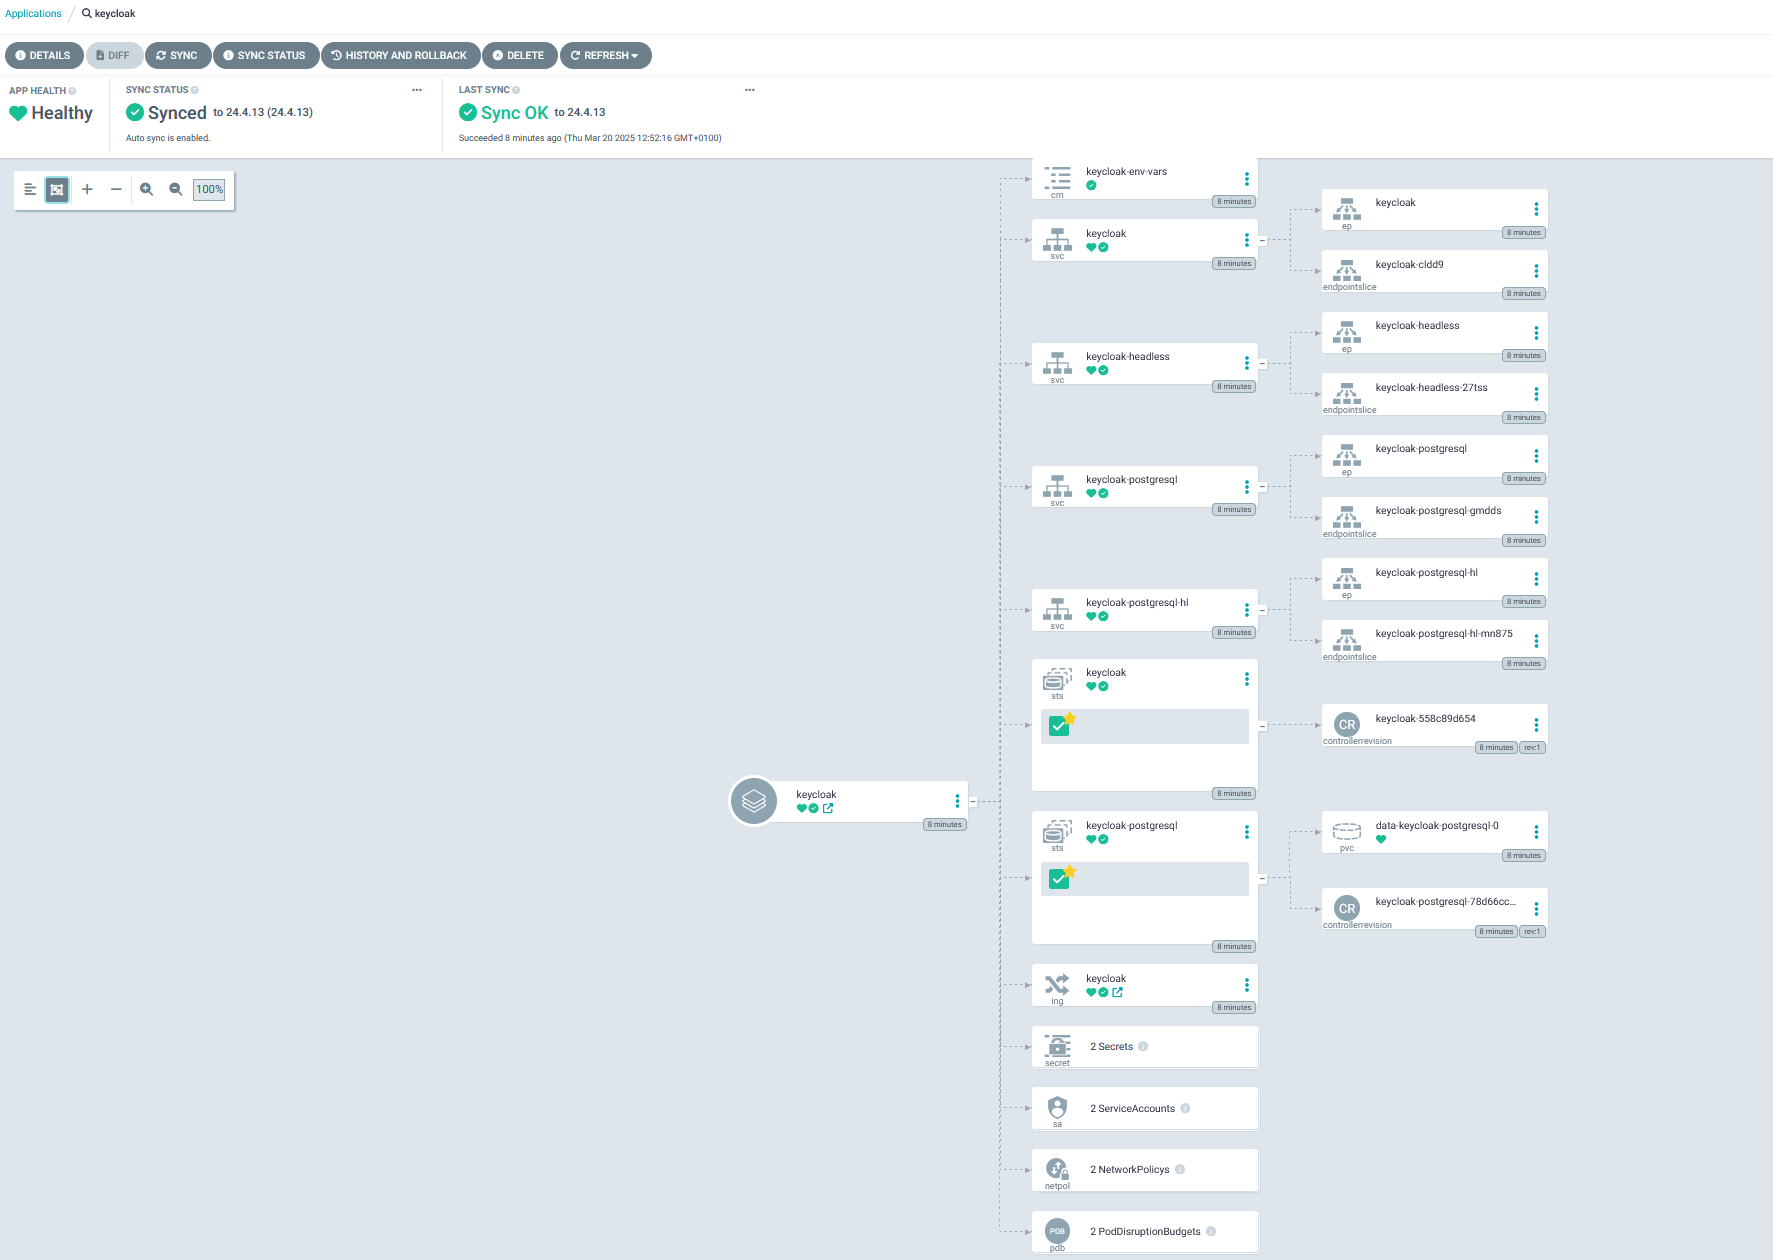 Applications / keycloak
DETAILS DIFF SYNC SYNC STATUS HISTORY AND ROLLBACK DELETE REFRESH
APP HEALTH
Healthy
SYNC STATUS
Synced to 24.4.13 (24.4.13)
Auto sync is enabled.
LAST SYNC
Sync OK to 24.4.13
Succeeded 8 minutes ago (Thu Mar 20 2025 12:52:16 GMT+0100)
100%
keycloak
8 minutes
keycloak-env-vars
cm
8 minutes
keycloak
svc
8 minutes
keycloak
ep
8 minutes
keycloak-cldd9
endpointslice
8 minutes
keycloak-headless
svc
8 minutes
keycloak-headless
ep
8 minutes
keycloak-headless-27tss
endpointslice
8 minutes
keycloak-postgresql
svc
8 minutes
keycloak-postgresql
ep
8 minutes
keycloak-postgresql-gmdds
endpointslice
8 minutes
keycloak-postgresql-hl
svc
8 minutes
keycloak-postgresql-hl
ep
8 minutes
keycloak-postgresql-hl-mn875
endpointslice
8 minutes
keycloak
sts
8 minutes
CR
keycloak-558c89d654
controllerrevision
8 minutes rev:1
keycloak-postgresql
sts
8 minutes
data-keycloak-postgresql-0
pvc
8 minutes
CR
keycloak-postgresql-78d66cc...
controllerrevision
8 minutes rev:1
keycloak
ing
8 minutes
2 Secrets
secret
2 ServiceAccounts
sa
2 NetworkPolicys
netpol
PDB
2 PodDisruptionBudgets
pdb